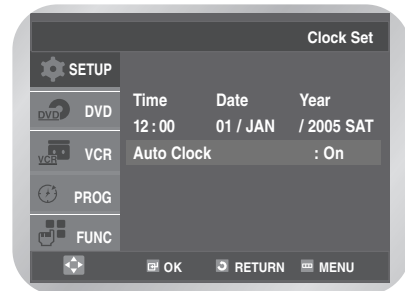 Clock Set
SETUP
DVD DVD
VCR VCR
PROG
FUNC
Time Date Year
12 : 00 01 / JAN / 2005 SAT
Auto Clock : On
OK RETURN MENU